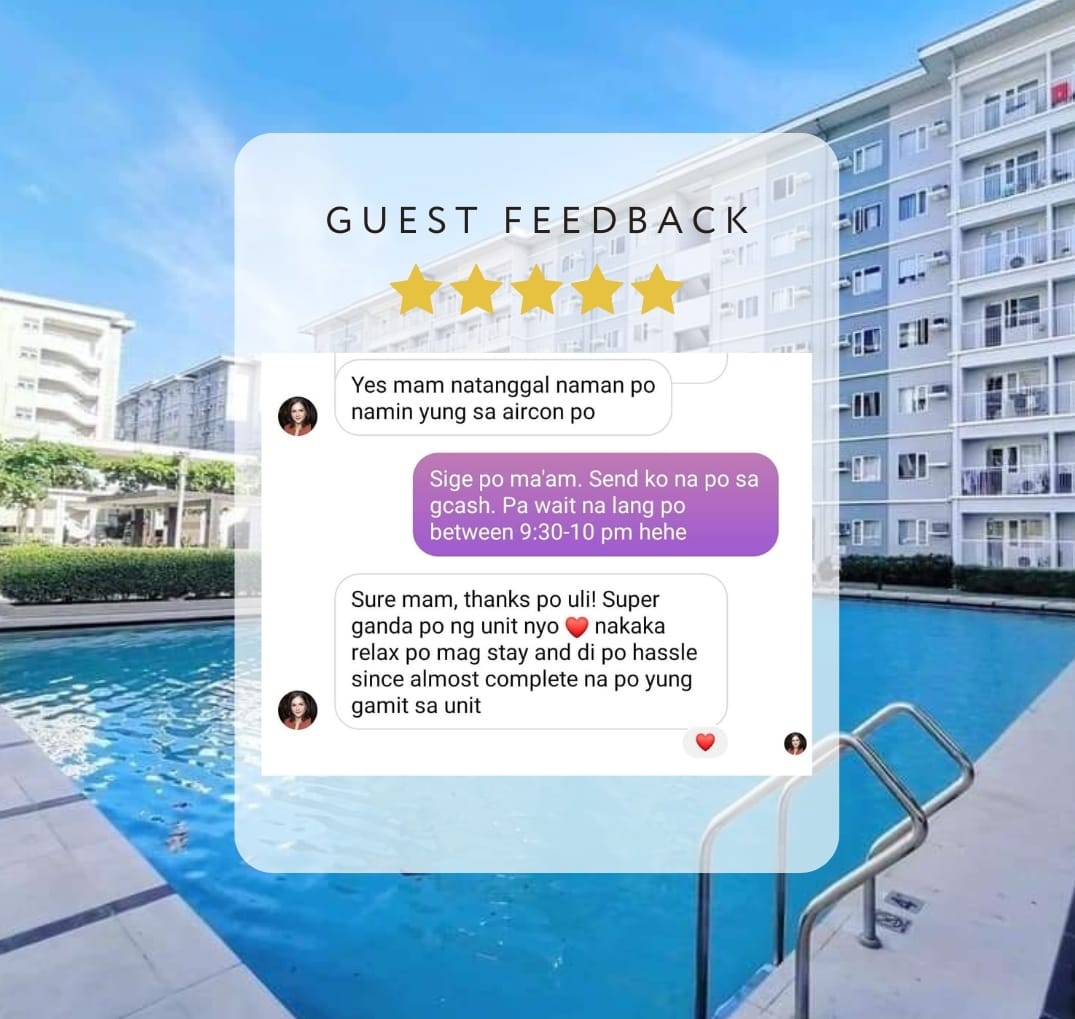 GUEST FEEDBACK
Yes mam natanggal naman po
namin yung sa aircon po
Sige po ma'am. Send ko na po sa
gcash. Pa wait na lang po
between 9:30-10 pm hehe
Sure mam, thanks po uli! Super
ganda po ng unit nyo ❤️ nakaka
relax po mag stay and di po hassle
since almost complete na po yung
gamit sa unit